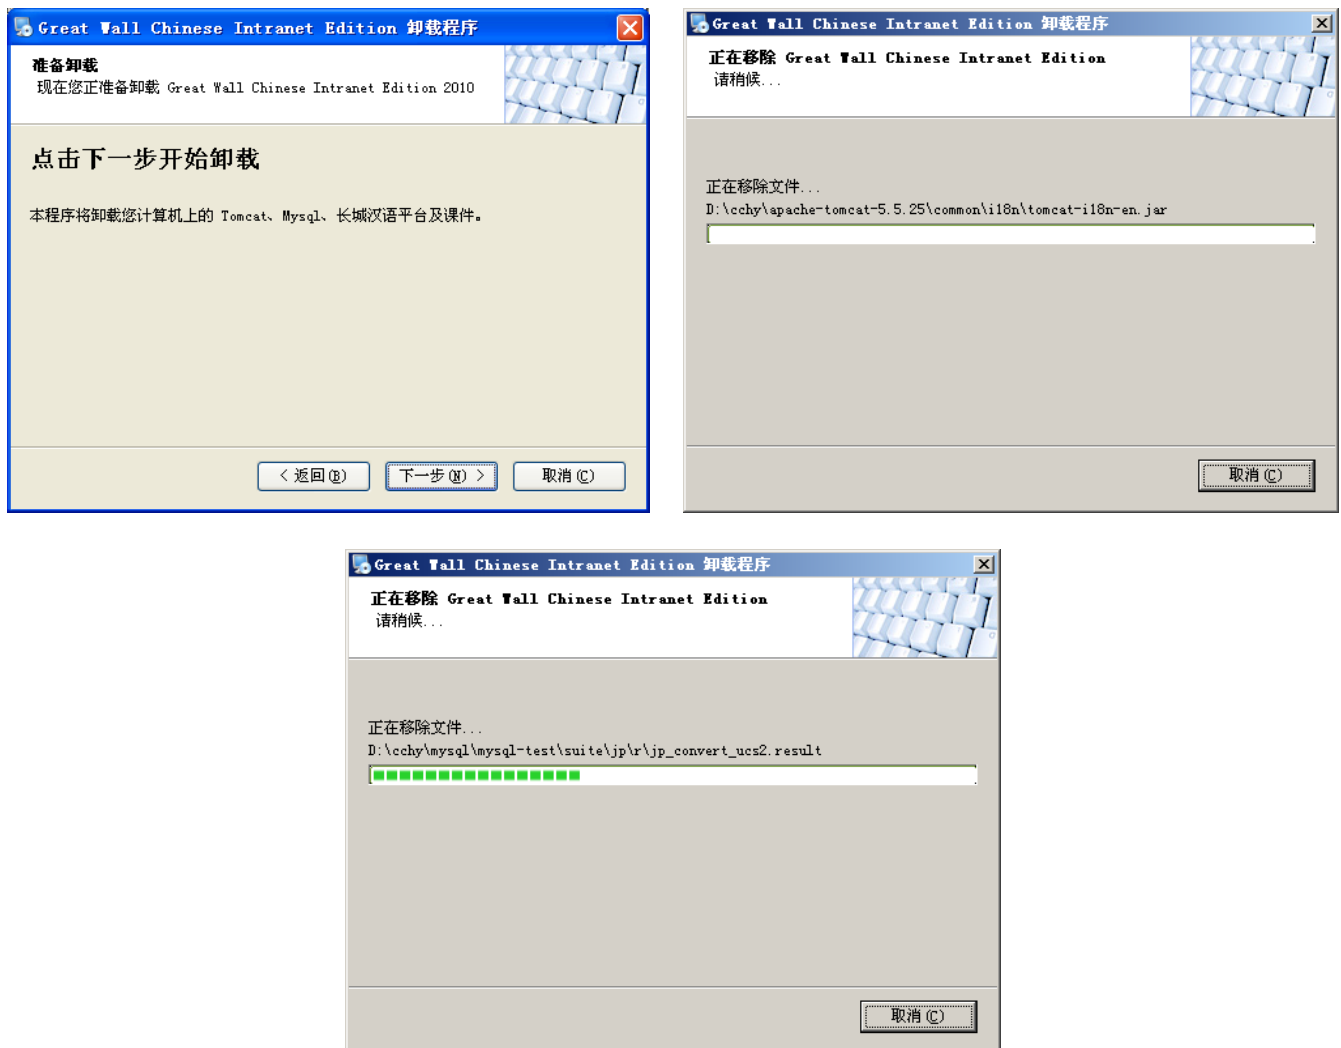 Great Wall Chinese Intranet Edition 卸载程序
准备卸载
现在您正准备卸载 Great Wall Chinese Intranet Edition 2010
点击下一步开始卸载
本程序将卸载您计算机上的 Tomcat、Mysql、长城汉语平台及课件。
< 返回(B)
下一步(N) >
取消(C)
Great Wall Chinese Intranet Edition 卸载程序
正在移除 Great Wall Chinese Intranet Edition
请稍候...
正在移除文件...
D:\cchy\apache-tomcat-5.5.25\common\i18n\tomcat-i18n-en.jar
取消(C)
Great Wall Chinese Intranet Edition 卸载程序
正在移除 Great Wall Chinese Intranet Edition
请稍候...
正在移除文件...
D:\cchy\mysql\mysql-test\suite\jp\r\jp_convert_ucs2.result
取消(C)